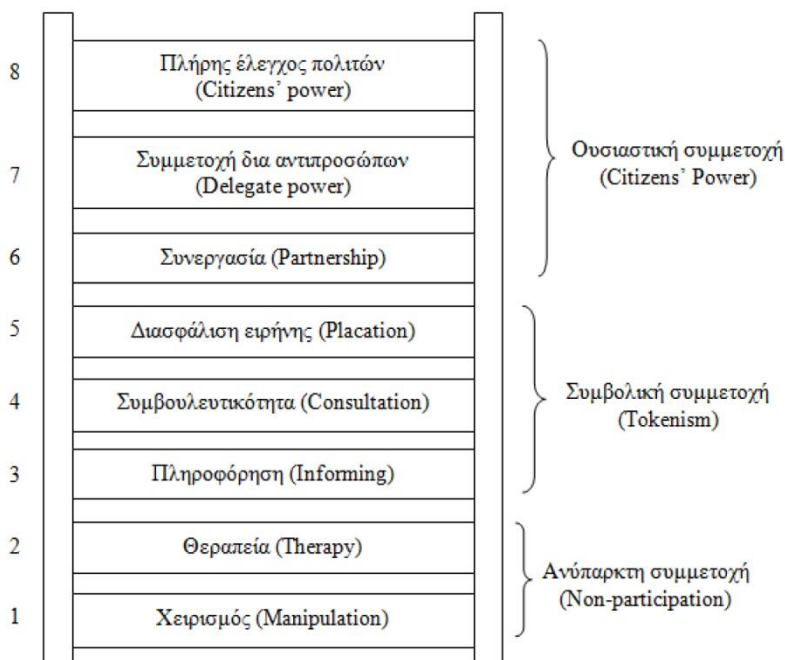 8
Πλήρης έλεγχος πολιτών
(Citizens’ power)
7
Συμμετοχή δια αντιπροσώπων
(Delegate power)
6
Συνεργασία (Partnership)
Ουσιαστική συμμετοχή
(Citizens’ Power)
5
Διασφάλιση ειρήνης (Placation)
4
Συμβουλευτικότητα (Consultation)
3
Πληροφόρηση (Informing)
Συμβολική συμμετοχή
(Tokenism)
2
Θεραπεία (Therapy)
1
Χειρισμός (Manipulation)
Ανύπαρκτη συμμετοχή
(Non-participation)